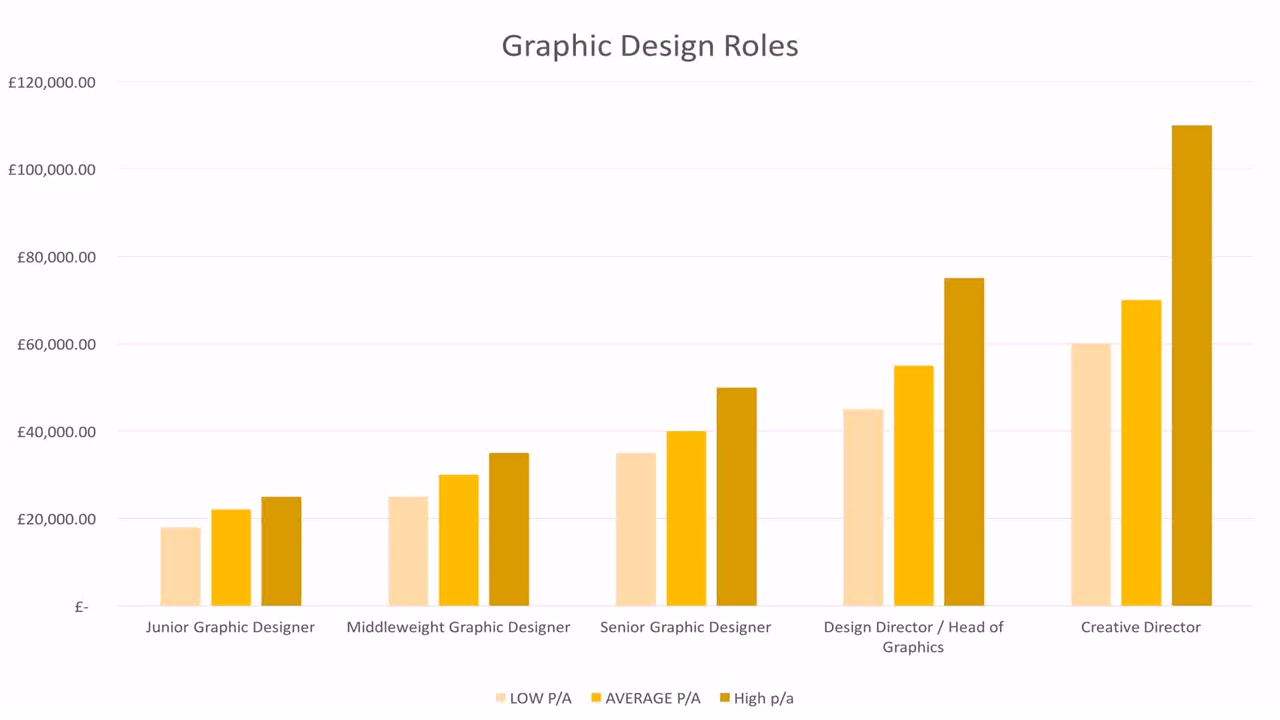 Graphic Design Roles
£120,000.00
£100,000.00
£80,000.00
£60,000.00
£40,000.00
£20,000.00
£-
Junior Graphic Designer
Middleweight Graphic Designer
Senior Graphic Designer
Design Director / Head of
Graphics
Creative Director
LOW P/A
AVERAGE P/A
High p/a